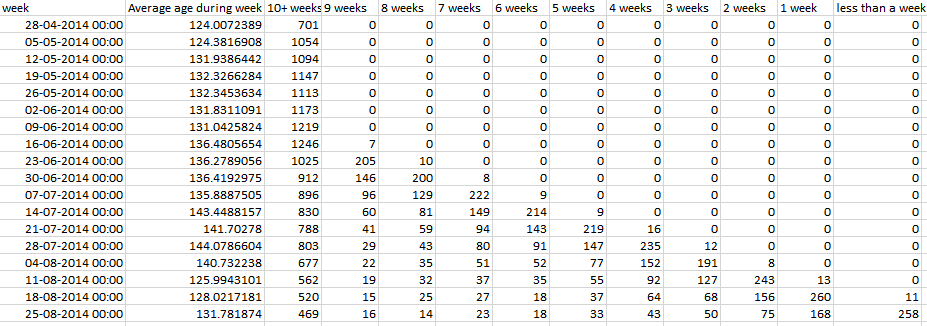 week Average age during week 10+ weeks 9 weeks 8 weeks 7 weeks 6 weeks 5 weeks 4 weeks 3 weeks 2 weeks 1 week less than a week
28-04-2014 00:00 124.0072389 701 0 0 0 0 0 0 0 0 0 0
05-05-2014 00:00 124.3816908 1054 0 0 0 0 0 0 0 0 0 0
12-05-2014 00:00 131.9386442 1094 0 0 0 0 0 0 0 0 0 0
19-05-2014 00:00 132.3266284 1147 0 0 0 0 0 0 0 0 0 0
26-05-2014 00:00 132.3453634 1113 0 0 0 0 0 0 0 0 0 0
02-06-2014 00:00 131.8311091 1173 0 0 0 0 0 0 0 0 0 0
09-06-2014 00:00 131.0425824 1219 0 0 0 0 0 0 0 0 0 0
16-06-2014 00:00 136.4805654 1246 7 0 0 0 0 0 0 0 0 0
23-06-2014 00:00 136.2789056 1025 205 10 0 0 0 0 0 0 0 0
30-06-2014 00:00 136.4192975 912 146 200 8 0 0 0 0 0 0 0
07-07-2014 00:00 135.8887505 896 96 129 222 9 0 0 0 0 0 0
14-07-2014 00:00 143.4488157 830 60 81 149 214 9 0 0 0 0 0
21-07-2014 00:00 141.70278 788 41 59 94 143 219 16 0 0 0 0
28-07-2014 00:00 144.0786604 803 29 43 80 91 147 235 12 0 0 0
04-08-2014 00:00 140.732238 677 22 35 51 52 77 152 191 8 0 0
11-08-2014 00:00 125.9943101 562 19 32 37 35 55 92 127 243 13 0
18-08-2014 00:00 128.0217181 520 15 25 27 18 37 64 68 156 260 11
25-08-2014 00:00 131.781874 469 16 14 23 18 33 43 50 75 168 258